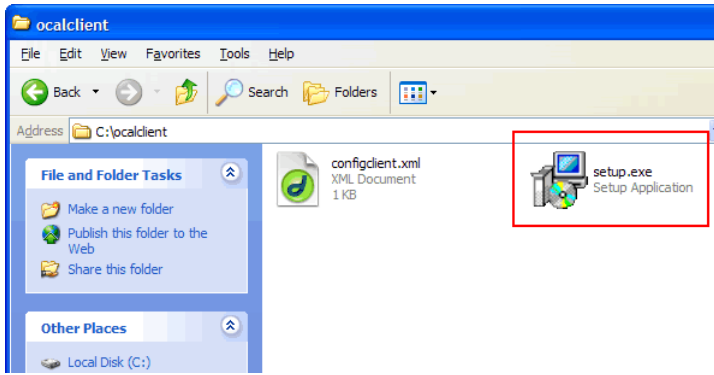 ocalclient
File Edit View Favorites Tools Help
Back Search Folders
Address C:\ocalclient
File and Folder Tasks
Make a new folder
Publish this folder to the
Web
Share this folder
Other Places
Local Disk (C:)
configclient.xml
XML Document
1 KB
setup.exe
Setup Application